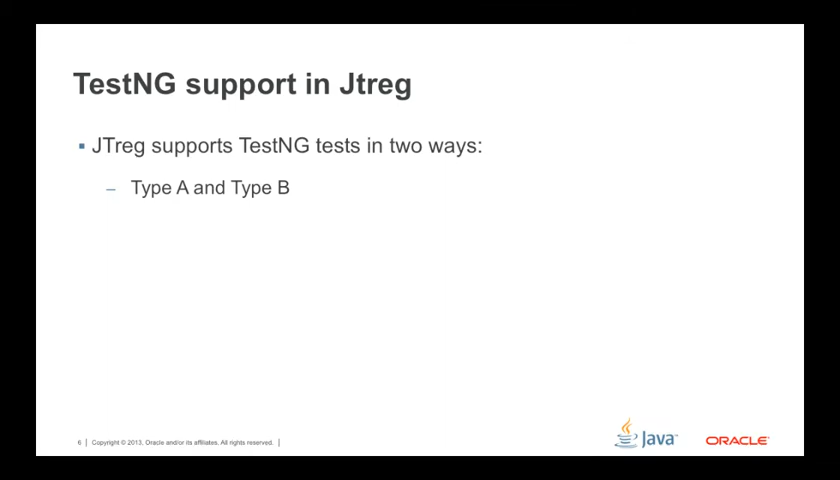 TestNG support in Jtreg
▪ JTreg supports TestNG tests in two ways:
– Type A and Type B
6 | Copyright © 2013, Oracle and/or its affiliates. All rights reserved. |
Java™
ORACLE®